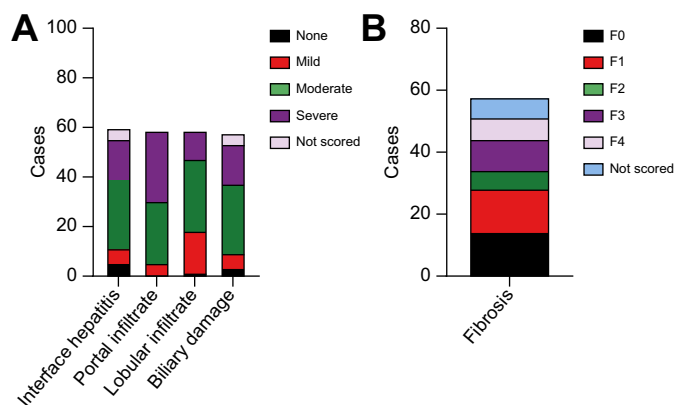 A
Cases
100
80
60
40
20
0
Interface hepatitis
Portal infiltrate
Lobular infiltrate
Biliary damage
None
Mild
Moderate
Severe
Not scored
B
Cases
80
60
40
20
0
Fibrosis
F0
F1
F2
F3
F4
Not scored